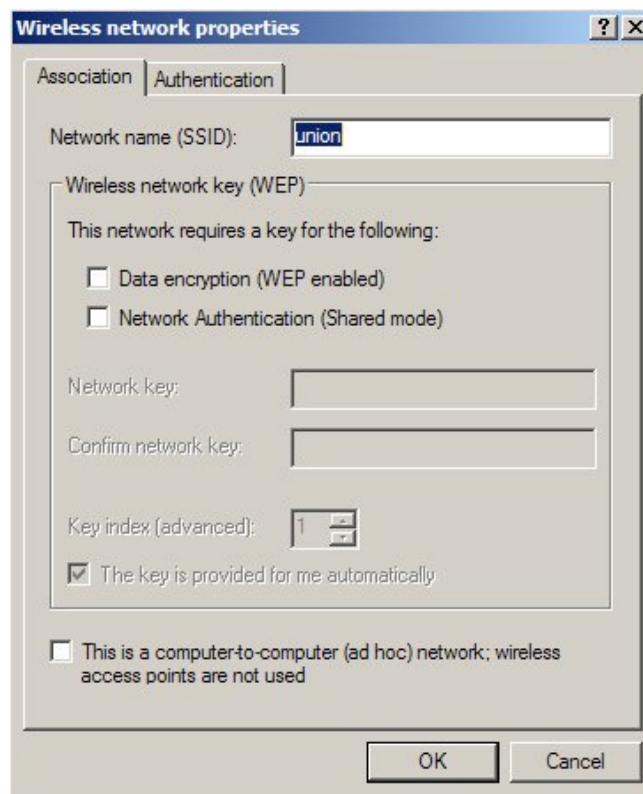 Wireless network properties
Association
Authentication
Network name (SSID):
union
Wireless network key (WEP)
This network requires a key for the following:
Data encryption (WEP enabled)
Network Authentication (Shared mode)
Network key:
Confirm network key:
Key index (advanced):
1
The key is provided for me automatically
This is a computer-to-computer (ad hoc) network; wireless
access points are not used
OK
Cancel